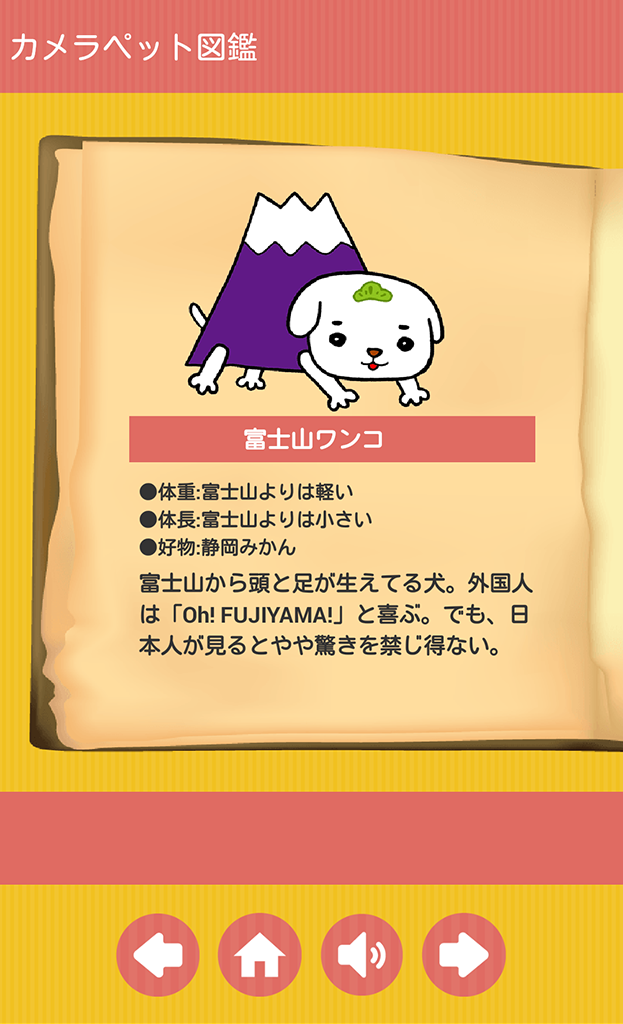 カメラペット図鑑
富士山ワンコ
●体重:富士山よりは軽い
●体長:富士山よりは小さい
●好物:静岡みかん
富士山から頭と足が生えてる犬。外国人
は「Oh! FUJIYAMA!」と喜ぶ。でも、日
本人が見るとやや驚きを禁じ得ない。